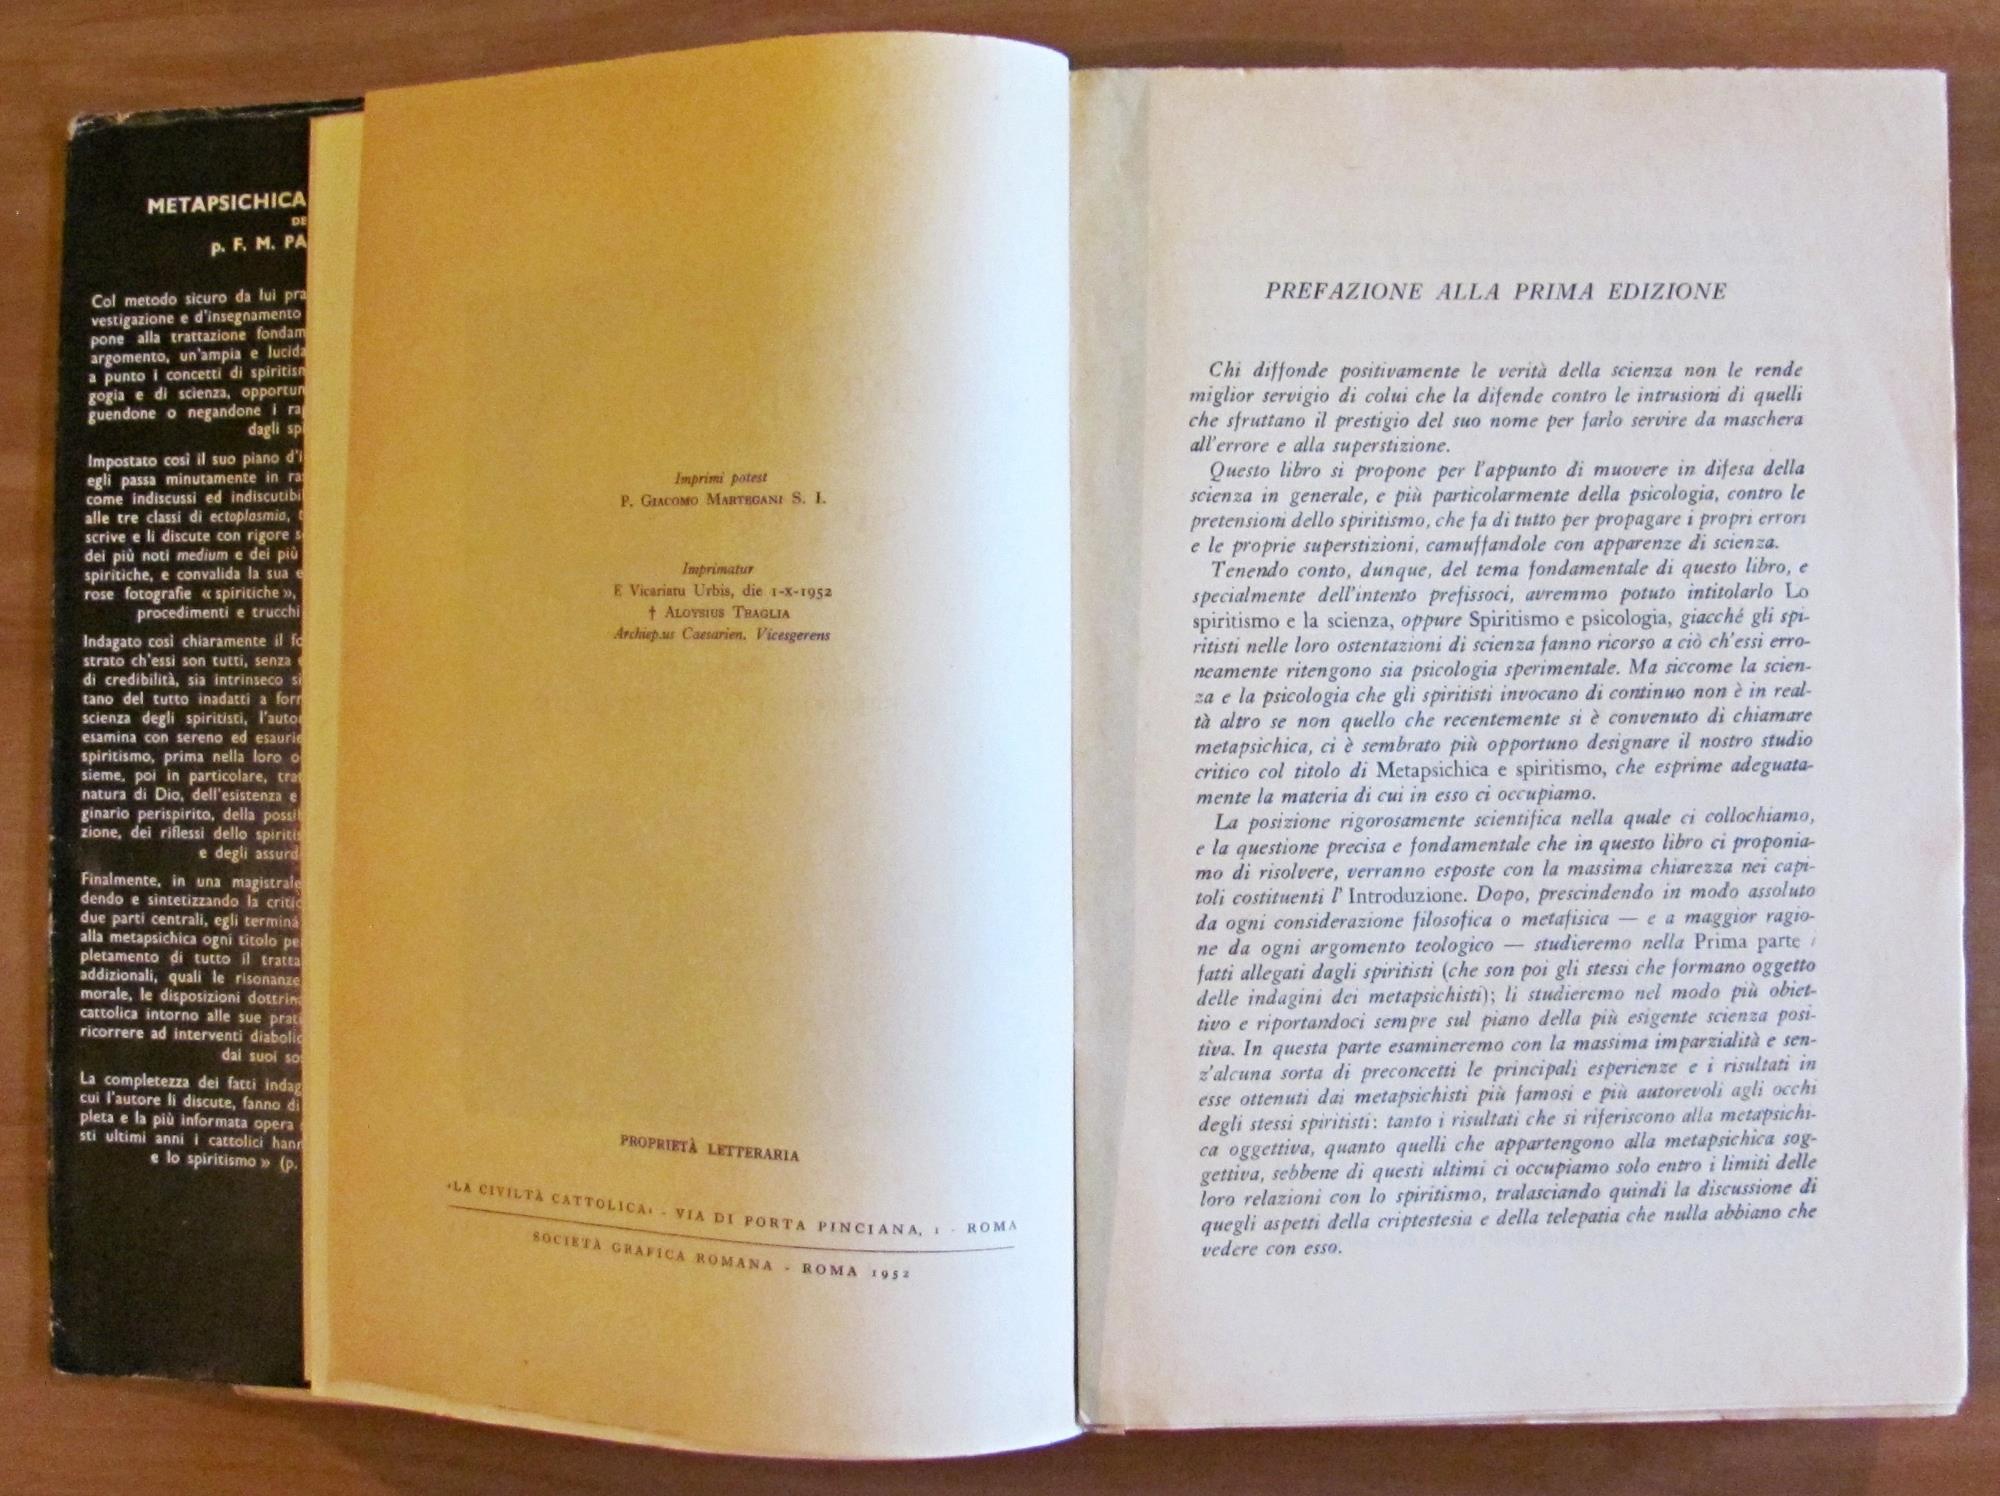 METAPSICHICA
DE
p. F. M. PA
Col metodo sicuro da lui pra
vestigazione e d'insegnamento
pone alla trattazione fondam
argomento, un'ampia e lucida
a punto i concetti di spiritism
gogia e di scienza, opportun
guendone o negandone i ra
dagli sp
Impostato così il suo piano d'i
egli passa minutamente in ra
come indiscussi ed indiscutibi
alle tre classi di ectoplasmia, t
scrive e li discute con rigore s
dei più noti medium e dei più
spiritiche, e convalida la sua e
rose fotografie « spiritiche »,
procedimenti e trucchi
Indagato così chiaramente il fo
strato ch'essi son tutti, senza
di credibilità, sia intrinseco si
tano del tutto inadatti a form
scienza degli spiritisti, l'auto
esamina con sereno ed esaurie
spiritismo, prima nella loro o
sieme, poi in particolare, trat
natura di Dio, dell'esistenza e
ginario perispirito, della possi
zione, dei riflessi dello spiritis
e degli assurd
Finalmente, in una magistrale
dendo e sintetizzando la critic
due parti centrali, egli termina
alla metapsichica ogni titolo pe
pletamento di tutto il tratta
addizionali, quali le risonanze
morale, le disposizioni dottrin
cattolica intorno alle sue prat
ricorrere ad interventi diabolic
dai suoi so
La completezza dei fatti indag
cui l'autore li discute, fanno di
pleta e la più informata opera
sti ultimi anni i cattolici hann
e lo spiritismo » (p.
Imprimi potest
P. Giacomo Martegani S. I.
Imprimatur
E Vicariatu Urbis, die 1-X-1952
† Aloysius Traglia
Archiep.us Caesarien. Vicesgerens
PROPRIETÀ LETTERARIA
«LA CIVILTÀ CATTOLICA» - VIA DI PORTA PINCIANA, 1 - ROMA
SOCIETÀ GRAFICA ROMANA - ROMA 1952
PREFAZIONE ALLA PRIMA EDIZIONE
Chi diffonde positivamente le verità della scienza non le rende
miglior servigio di colui che la difende contro le intrusioni di quelli
che sfruttano il prestigio del suo nome per farlo servire da maschera
all'errore e alla superstizione.
Questo libro si propone per l'appunto di muovere in difesa della
scienza in generale, e più particolarmente della psicologia, contro le
pretensioni dello spiritismo, che fa di tutto per propagare i propri errori
e le proprie superstizioni, camuffandole con apparenze di scienza.
Tenendo conto, dunque, del tema fondamentale di questo libro, e
specialmente dell'intento prefissoci, avremmo potuto intitolarlo Lo
spiritismo e la scienza, oppure Spiritismo e psicologia, giacché gli spi-
ritisti nelle loro ostentazioni di scienza fanno ricorso a ciò ch'essi erro-
neamente ritengono sia psicologia sperimentale. Ma siccome la scien-
za e la psicologia che gli spiritisti invocano di continuo non è in real-
tà altro se non quello che recentemente si è convenuto di chiamare
metapsichica, ci è sembrato più opportuno designare il nostro studio
critico col titolo di Metapsichica e spiritismo, che esprime adeguata-
mente la materia di cui in esso ci occupiamo.
La posizione rigorosamente scientifica nella quale ci collochiamo,
e la questione precisa e fondamentale che in questo libro ci proponia-
mo di risolvere, verranno esposte con la massima chiarezza nei capi-
toli costituenti l'Introduzione. Dopo, prescindendo in modo assoluto
da ogni considerazione filosofica o metafisica — e a maggior ragio-
ne da ogni argomento teologico — studieremo nella Prima parte i
fatti allegati dagli spiritisti (che son poi gli stessi che formano oggetto
delle indagini dei metapsichisti); li studieremo nel modo più obiet-
tivo e riportandoci sempre sul piano della più esigente scienza posi-
tiva. In questa parte esamineremo con la massima imparzialità e sen-
z'alcuna sorta di preconcetti le principali esperienze e i risultati in
esse ottenuti dai metapsichisti più famosi e più autorevoli agli occhi
degli stessi spiritisti: tanto i risultati che si riferiscono alla metapsichi-
ca oggettiva, quanto quelli che appartengono alla metapsichica sog-
gettiva, sebbene di questi ultimi ci occupiamo solo entro i limiti delle
loro relazioni con lo spiritismo, tralasciando quindi la discussione di
quegli aspetti della criptestesia e della telepatia che nulla abbiano che
vedere con esso.